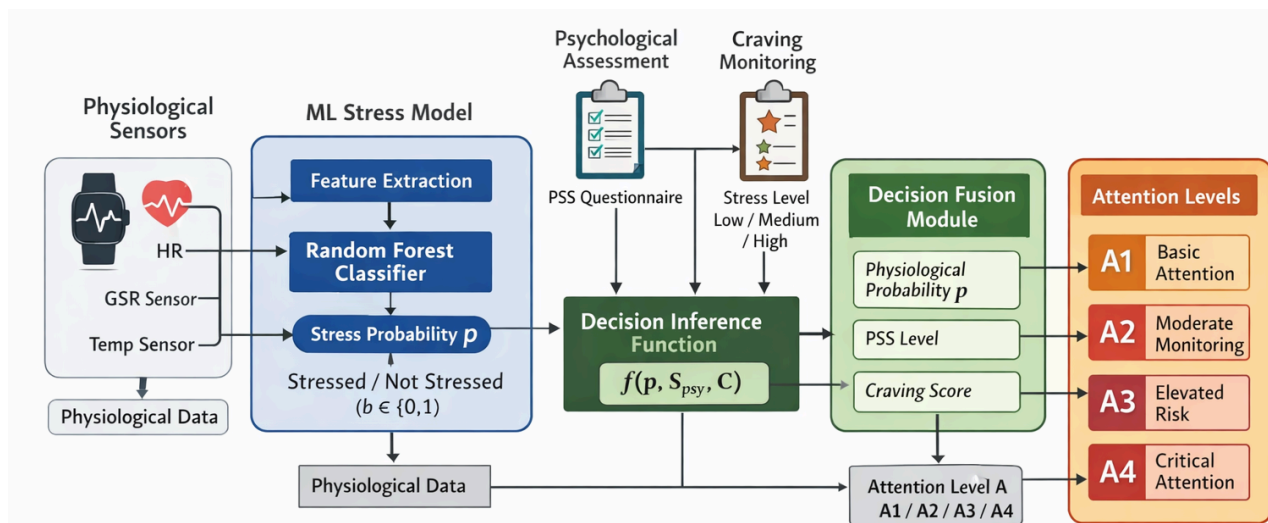 Physiological
Sensors
HR
GSR Sensor
Temp Sensor
Physiological Data
ML Stress Model
Feature Extraction
Random Forest
Classifier
Stress Probability p
Stressed / Not Stressed
(b ∈ {0,1)
Physiological Data
Psychological
Assessment
PSS Questionnaire
Craving
Monitoring
Stress Level
Low / Medium
/ High
Decision Inference
Function
f(p, Spsy, C)
Decision Fusion
Module
Physiological
Probability p
PSS Level
Craving Score
Attention Level A
A1 / A2 / A3 / A4
Attention Levels
A1 Basic
Attention
A2 Moderate
Monitoring
A3 Elevated
Risk
A4 Critical
Attention